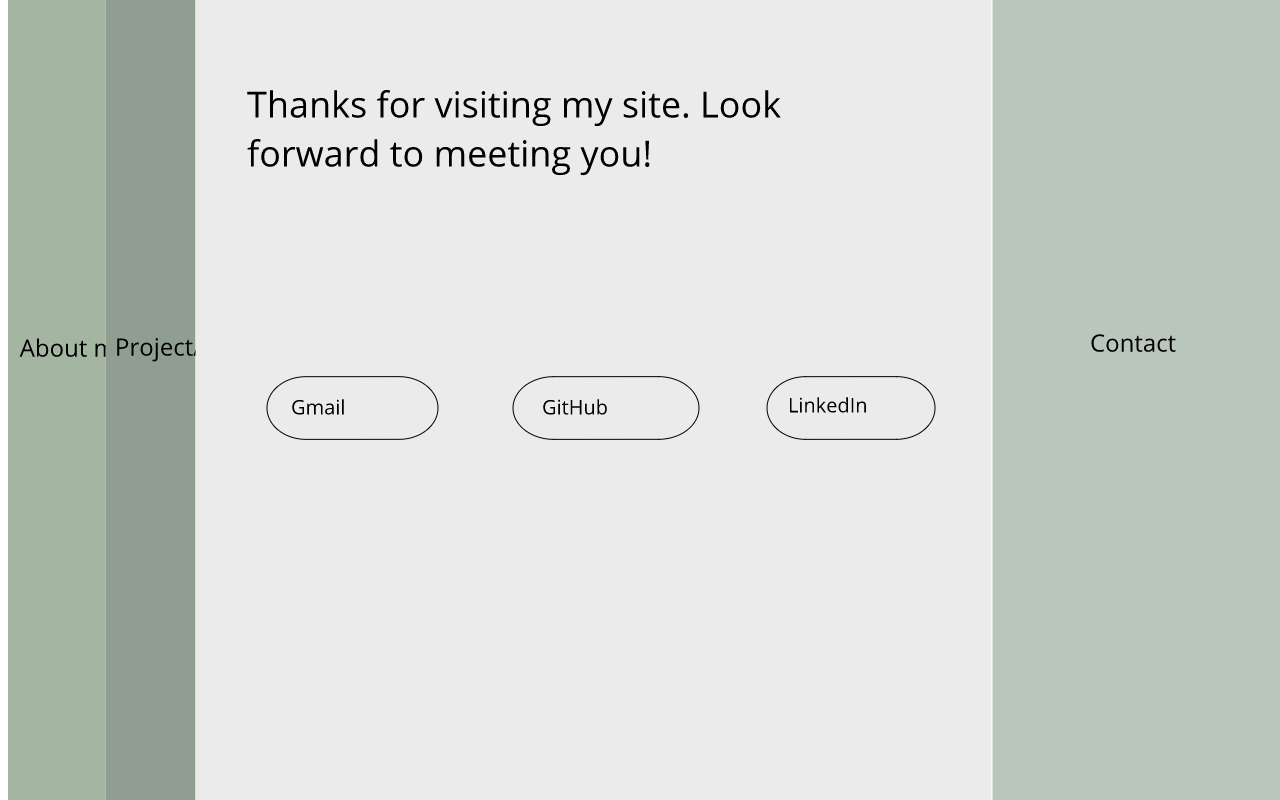 Thanks for visiting my site. Look
forward to meeting you!
About
Project
Contact
Gmail
GitHub
LinkedIn